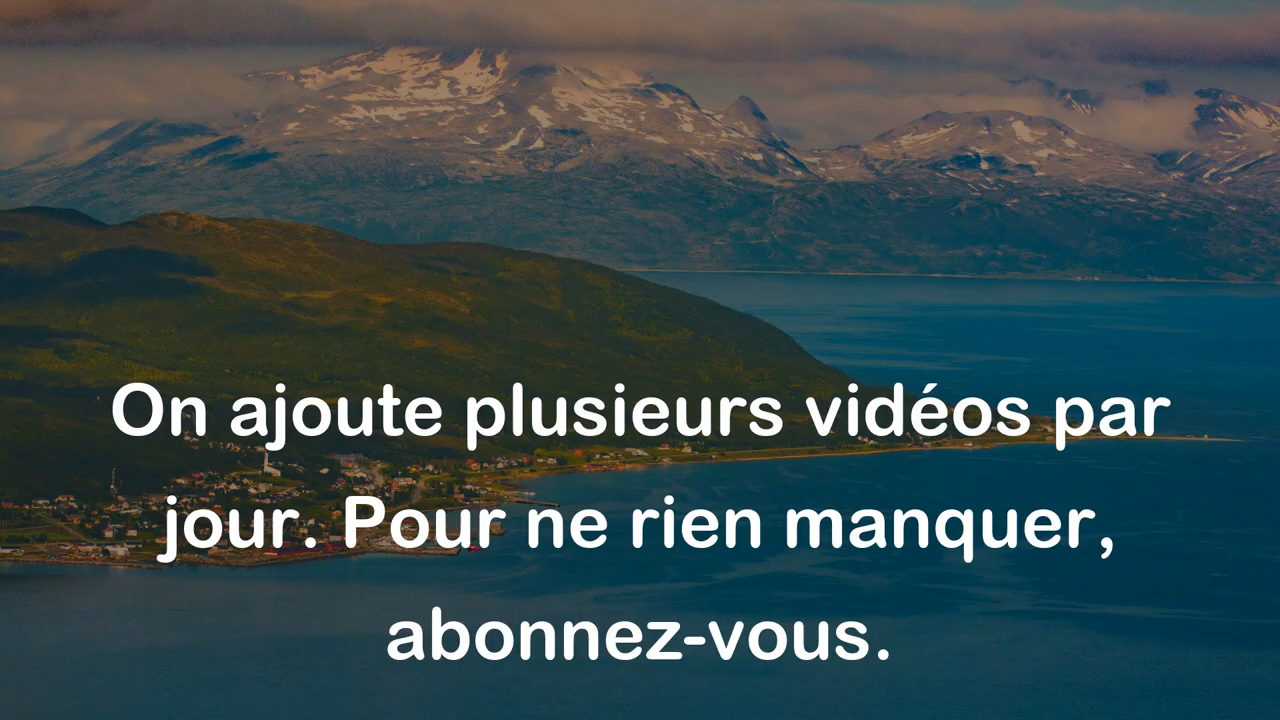 On ajoute plusieurs vidéos par
jour. Pour ne rien manquer,
abonnez-vous.